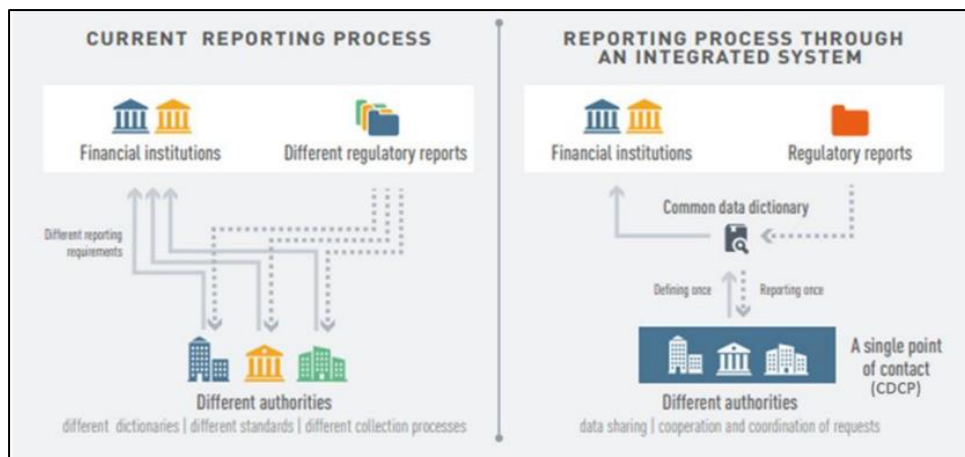 CURRENT REPORTING PROCESS
Financial institutions
Different regulatory reports
Different reporting
requirements
Different authorities
different dictionaries | different standards | different collection processes
REPORTING PROCESS THROUGH
AN INTEGRATED SYSTEM
Financial institutions
Regulatory reports
Common data dictionary
Defining once
Reporting once
A single point
of contact
(CDCP)
Different authorities
data sharing | cooperation and coordination of requests